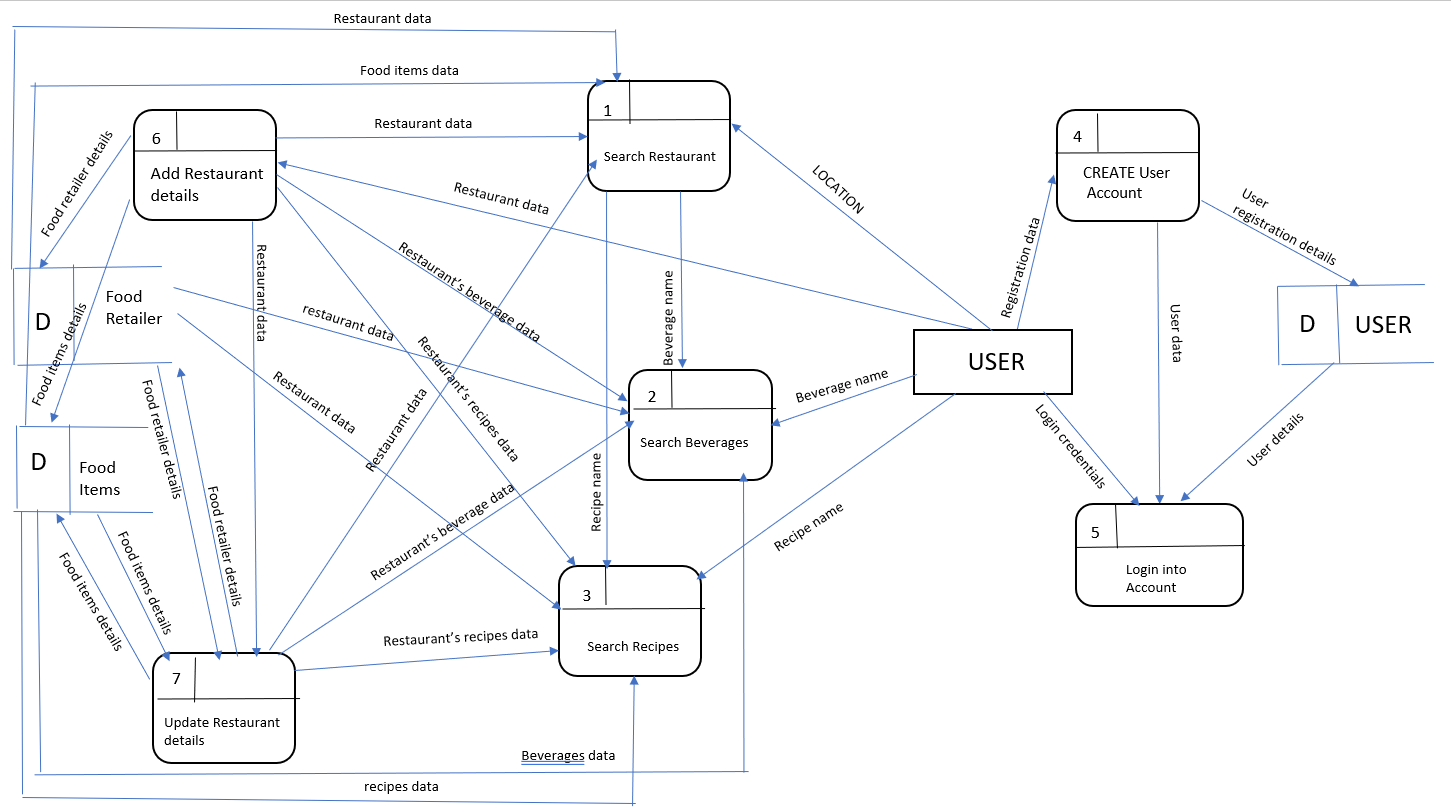 Restaurant data
Food items data
Restaurant data
6
Add Restaurant
details
1
Search Restaurant
4
CREATE User
Account
Food retailer details
LOCATION
Restaurant data
User
registration details
Registration data
Restaurant data
Restaurant's beverage data
restaurant data
Beverage name
D
Food
Retailer
Food items details
USER
User data
D
USER
Restaurant's recipes data
Restaurant data
Restaurant data
Beverage name
2
Search Beverages
Login credentials
User details
D
Food
Items
Food retailer details
Food retailer details
Restaurant's beverage data
Recipe name
Recipe name
5
Login into
Account
Food items details
Food items details
3
Search Recipes
Restaurant's recipes data
7
Update Restaurant
details
Beverages data
recipes data